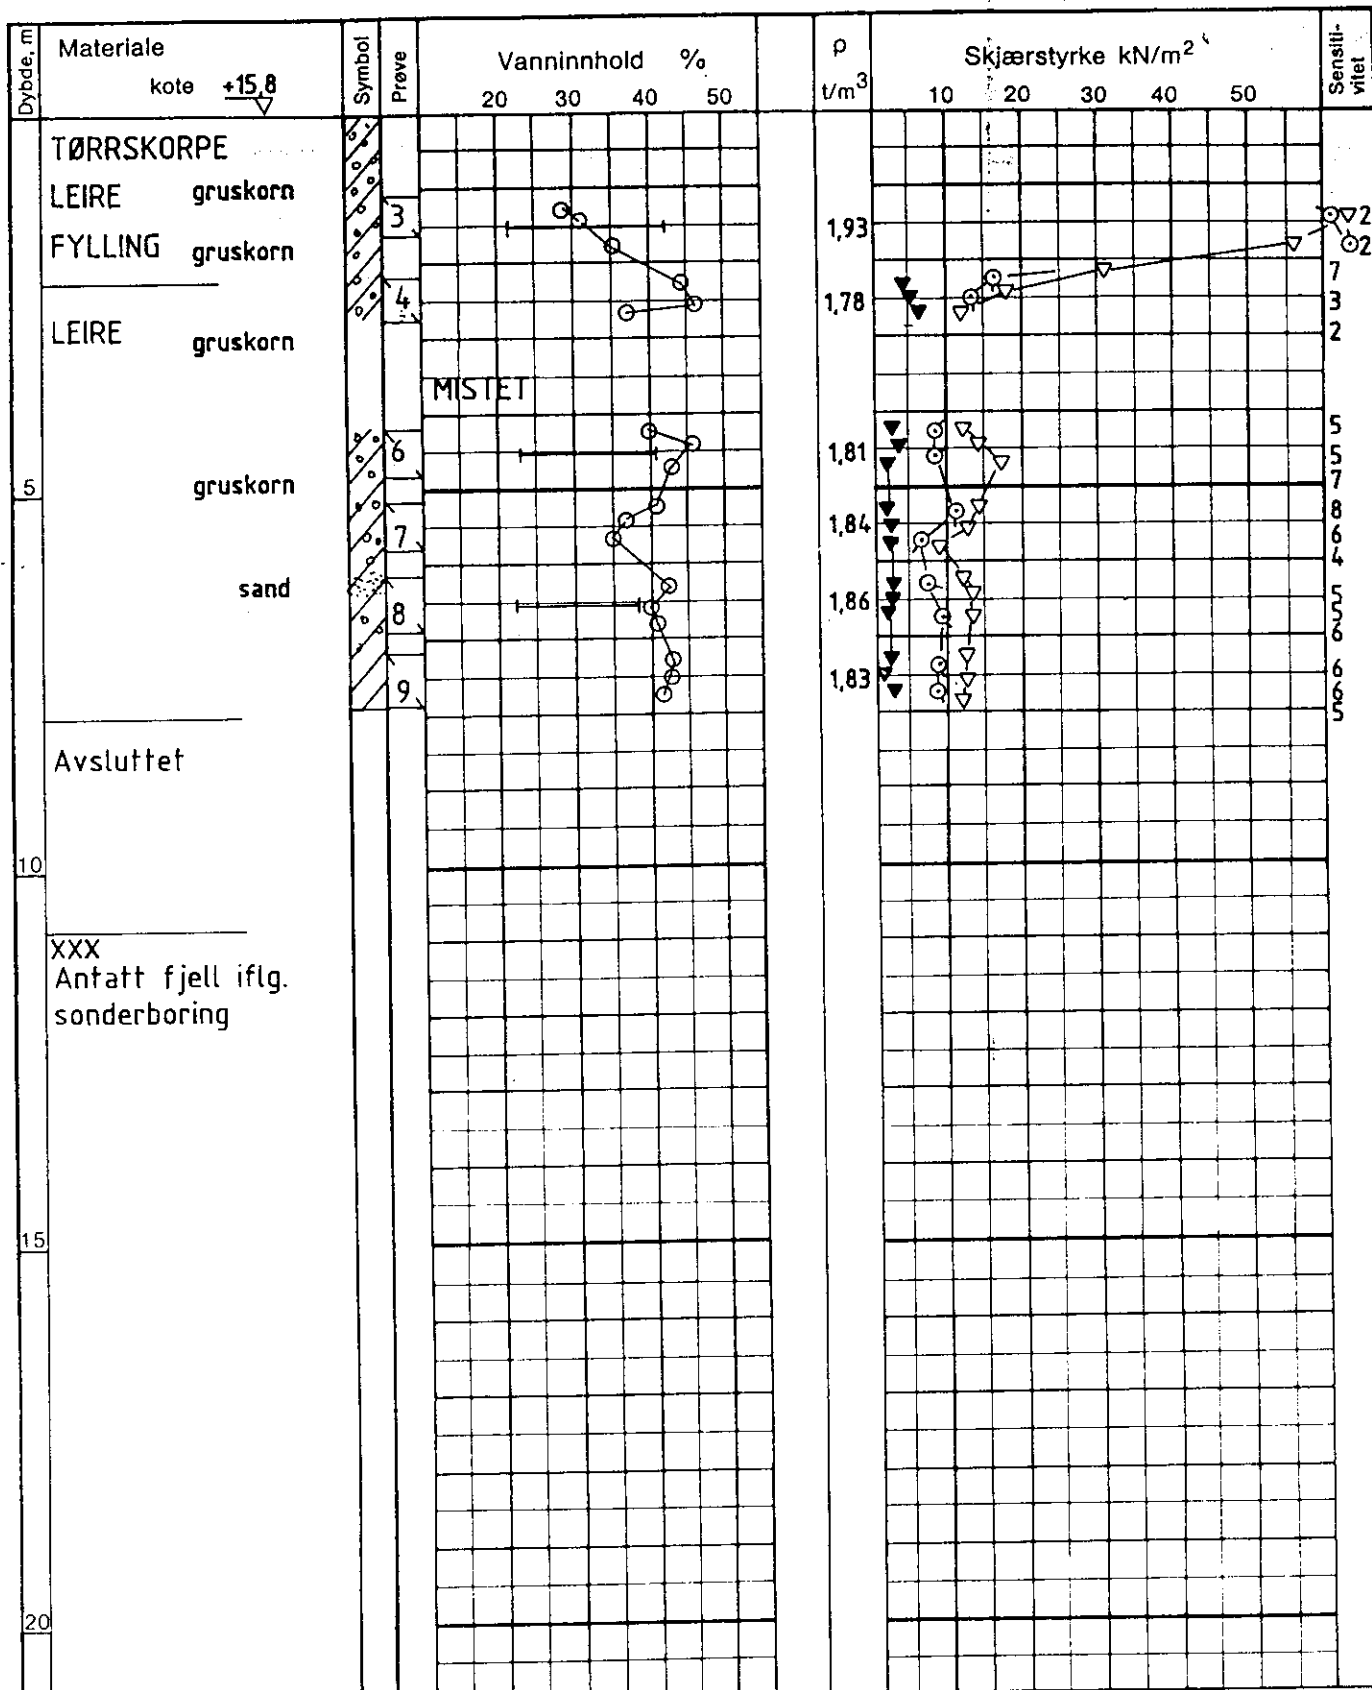 Dybde, m
Materiale
kote +15,8
Symbol
Prøve
Vanninnhold %
20 30 40 50
ρ
t/m³
Skjærstyrke kN/m²
10 20 30 40 50
Sensiti-
vitet
TØRRSKORPE
LEIRE gruskorn
3
1,93
2
FYLLING gruskorn
2
7
4
1,78
3
LEIRE gruskorn
2
MISTET
5
6
1,81
5
gruskorn
7
5
8
7
1,84
6
4
sand
1,86
5
8
5
6
6
9
1,83
6
5
Avsluttet
10
XXX
Antatt fjell iflg.
sonderboring
15
20